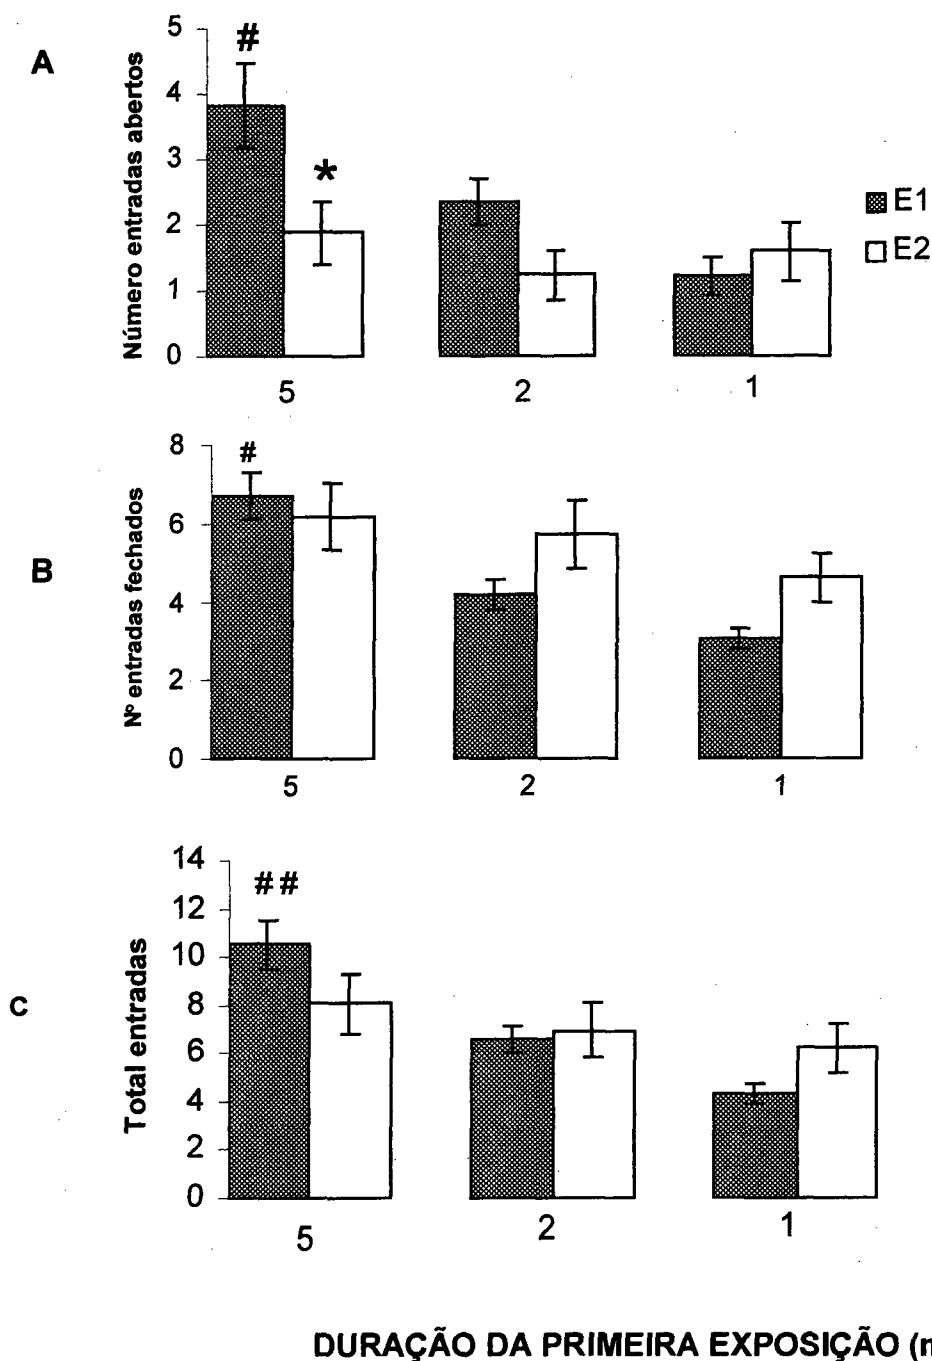 A
Número entradas abertos
5
4
3
2
1
0
#
*
E1
E2
5 2 1
B
Nº entradas fechados
8
6
4
2
0
#
5 2 1
C
Total entradas
14
12
10
8
6
4
2
0
##
5 2 1
DURAÇÃO DA PRIMEIRA EXPOSIÇÃO (